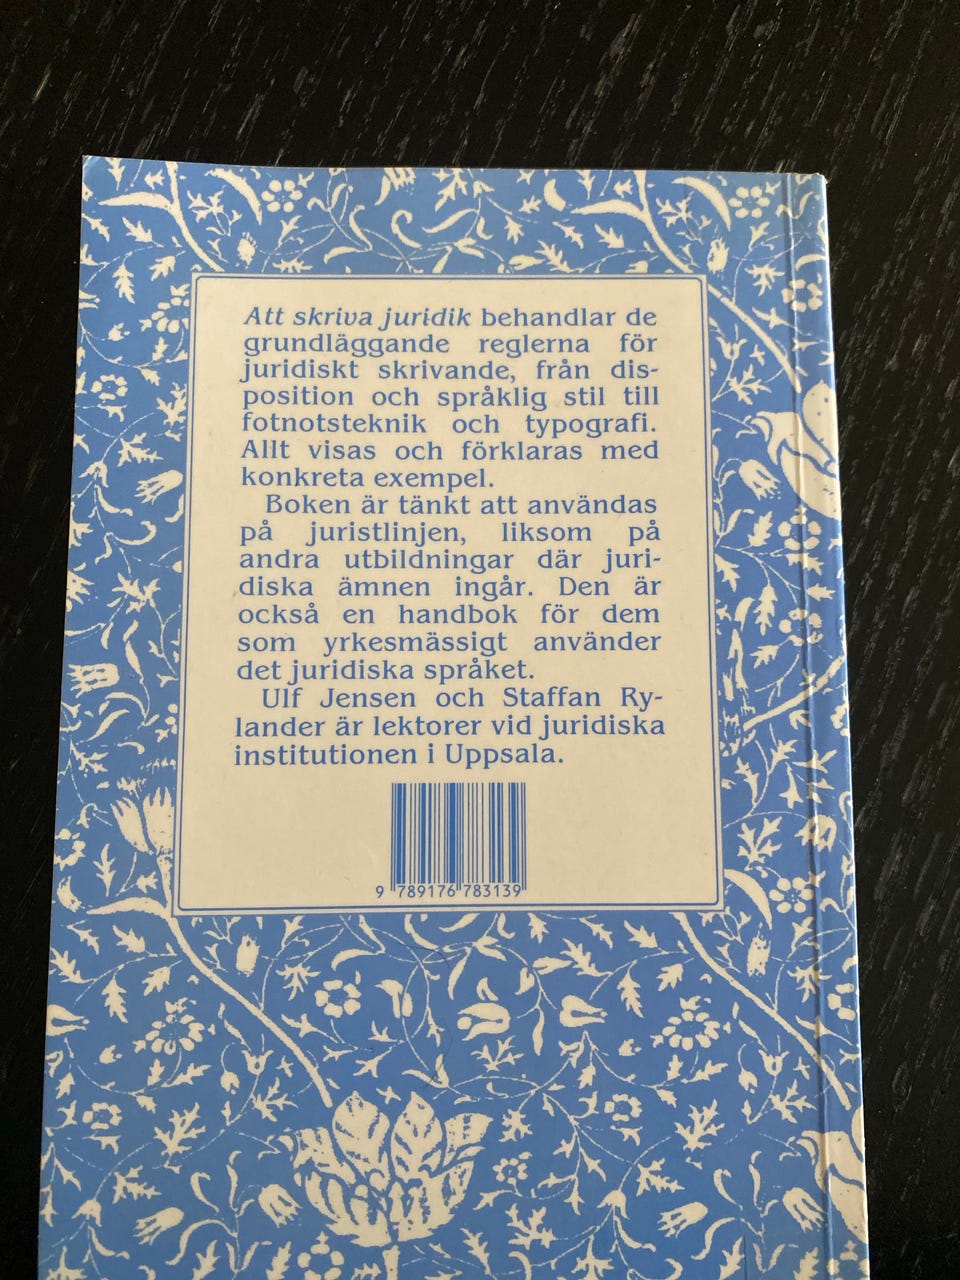 Att skriva juridik behandlar de
grundläggande reglerna för
juridiskt skrivande, från dis-
position och språklig stil till
fotnotsteknik och typografi.
Allt visas och förklaras med
konkreta exempel.
Boken är tänkt att användas
på juristlinjen, liksom på
andra utbildningar där juri-
diska ämnen ingår. Den är
också en handbok för dem
som yrkesmässigt använder
det juridiska språket.
Ulf Jensen och Staffan Ry-
lander är lektorer vid juridiska
institutionen i Uppsala.
9 789176 783139